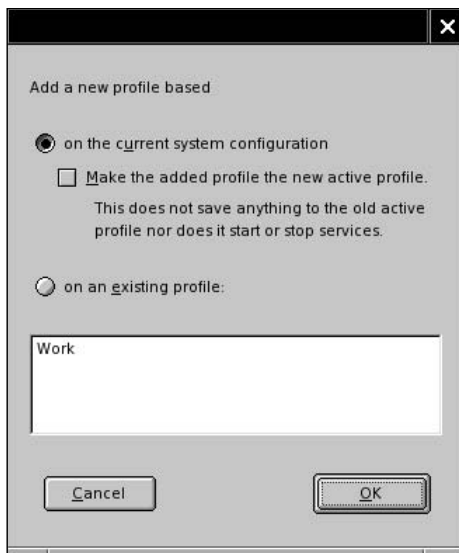 Add a new profile based
on the current system configuration
Make the added profile the new active profile.
This does not save anything to the old active
profile nor does it start or stop services.
on an existing profile:
Work
Cancel
OK